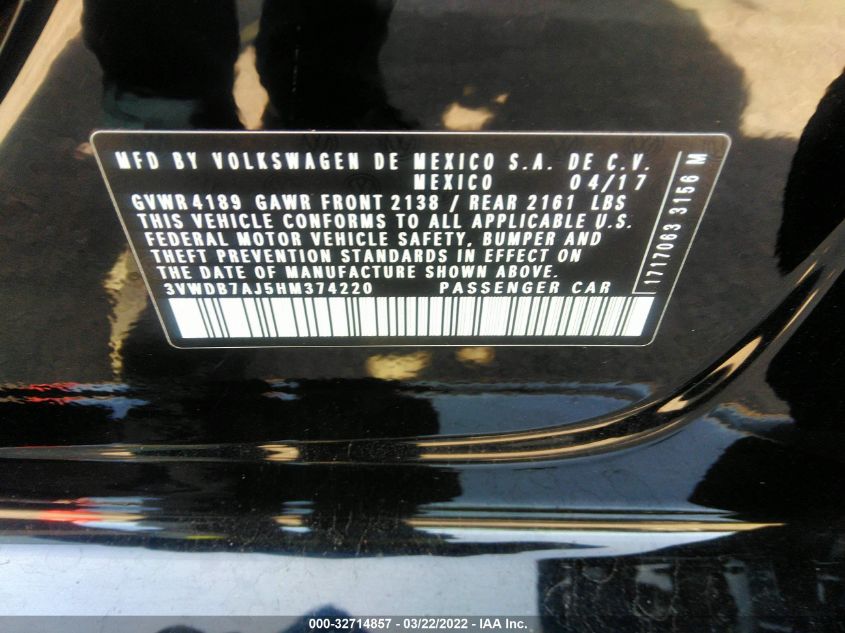 MFD BY VOLKSWAGEN DE MEXICO S.A. DE C.V.
MEXICO 04/17
GVWR 4189 GAWR FRONT 2138 / REAR 2161 LBS
THIS VEHICLE CONFORMS TO ALL APPLICABLE U.S.
FEDERAL MOTOR VEHICLE SAFETY, BUMPER AND
THEFT PREVENTION STANDARDS IN EFFECT ON
THE DATE OF MANUFACTURE SHOWN ABOVE.
3VWDB7AJ5HM374220 PASSENGER CAR
1717063 3156 M
000-32714857 - 03/22/2022 - IAA Inc.